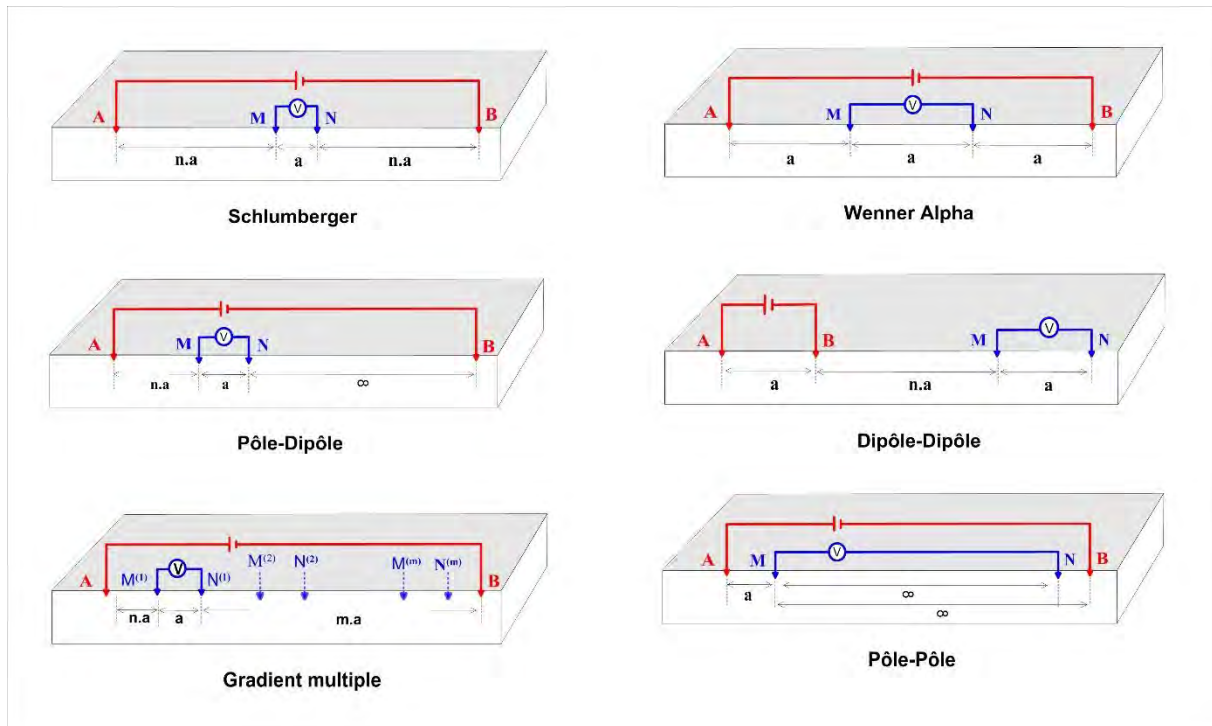 A
M
V
N
B
n.a
a
n.a
Schlumberger
A
M
V
N
B
a
a
a
Wenner Alpha
A
M
V
N
B
n.a
a
∞
Pôle-Dipôle
A
B
M
V
N
a
n.a
a
Dipôle-Dipôle
A
M(1)
V
N(1)
M(2)
N(2)
M(m)
N(m)
B
n.a
a
m.a
Gradient multiple
A
M
V
N
B
a
∞
∞
Pôle-Pôle